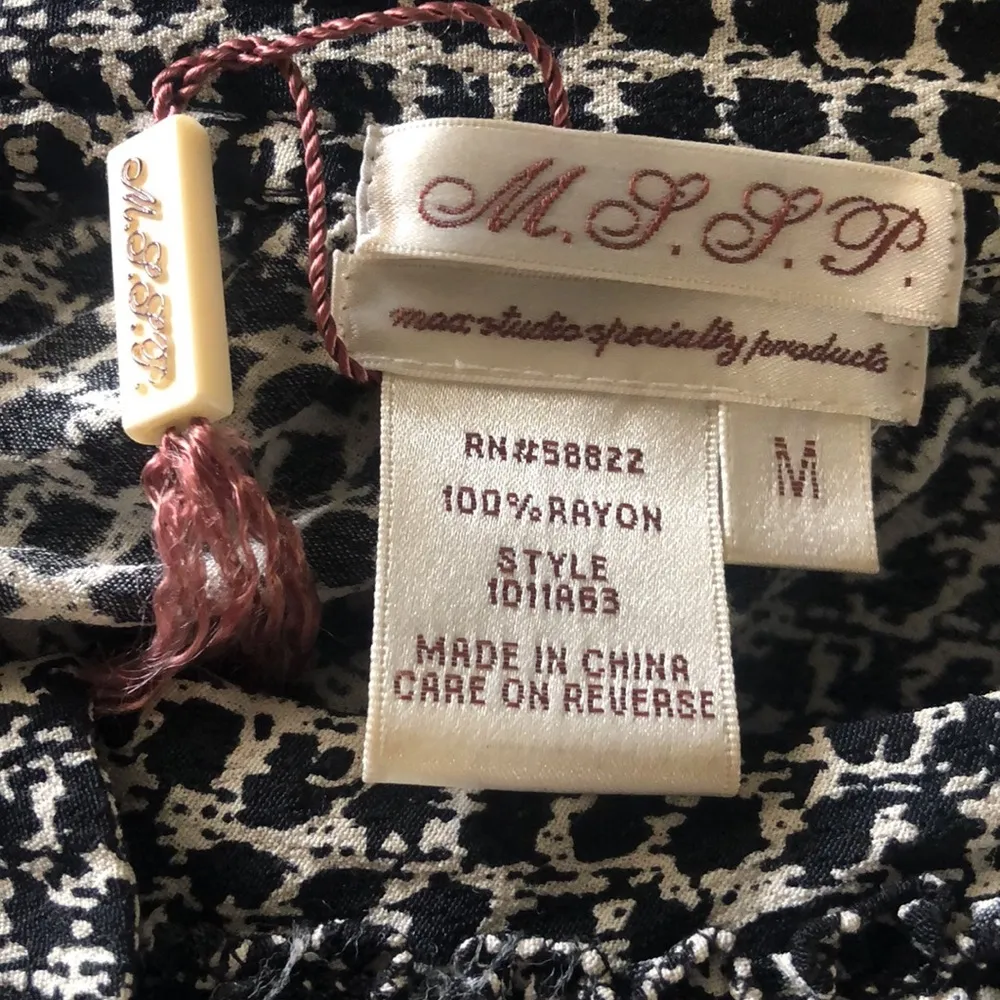 M.S.S.P.
M.S.S.P.
max studio specialty products
RN#58822
100% RAYON
STYLE
1011A63
MADE IN CHINA
CARE ON REVERSE
M